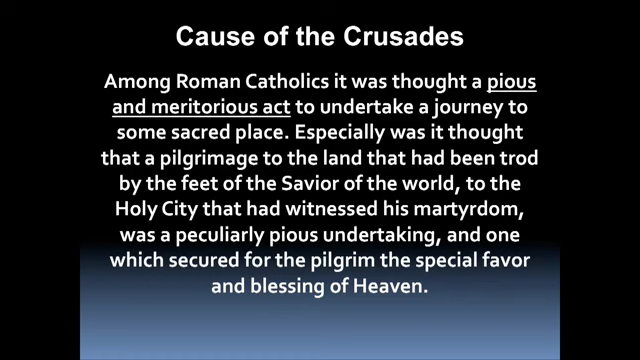 Cause of the Crusades
Among Roman Catholics it was thought a pious
and meritorious act to undertake a journey to
some sacred place. Especially was it thought
that a pilgrimage to the land that had been trod
by the feet of the Savior of the world, to the
Holy City that had witnessed his martyrdom,
was a peculiarly pious undertaking, and one
which secured for the pilgrim the special favor
and blessing of Heaven.